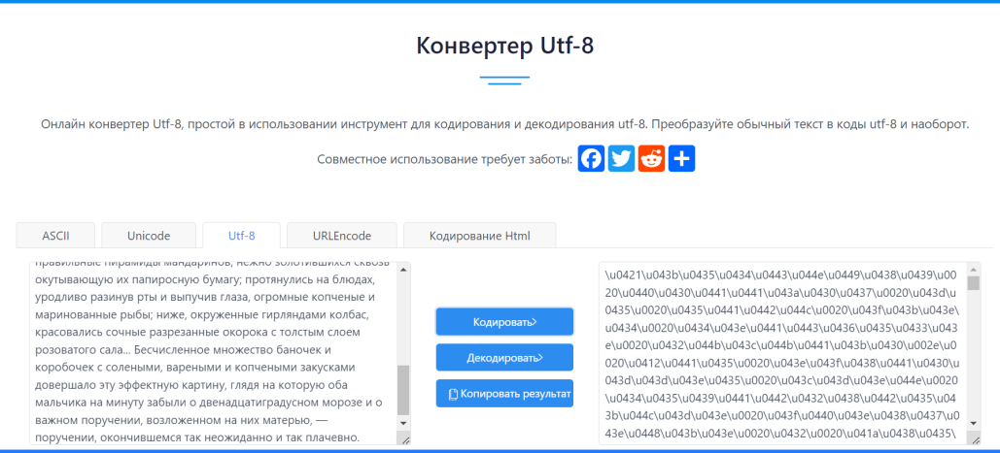 Конвертер Utf-8
Онлайн конвертер Utf-8, простой в использовании инструмент для кодирования и декодирования utf-8. Преобразуйте обычный текст в коды utf-8 и наоборот.
Совместное использование требует заботы:
ASCII
Unicode
Utf-8
URLEncode
Кодирование Html
правильные пирамиды мандаринов, нежно золотившихся сквозь
окутывающую их папиросную бумагу; протянулись на блюдах,
уродливо разинув рты и выпучив глаза, огромные копченые и
маринованные рыбы; ниже, окруженные гирляндами колбас,
красовались сочные разрезанные окорока с толстым слоем
розоватого сала... Бесчисленное множество баночек и
коробочек с солеными, вареными и копчеными закусками
довершало эту эффектную картину, глядя на которую оба
мальчика на минуту забыли о двенадцатиградусном морозе и о
важном поручении, возложенном на них матерью, —
поручении, окончившемся так неожиданно и так плачевно.
Кодировать>
Декодировать>
Копировать результат
\u0421\u043b\u0435\u0434\u0443\u044e\u0449\u0438\u0439\u00
20\u0440\u0430\u0441\u0441\u043a\u0430\u0437\u0020\u043d\u
0435\u0020\u0435\u0441\u0442\u044c\u0020\u043f\u043b\u043e\
u0434\u0020\u0434\u043e\u0441\u0443\u0436\u0435\u0433\u043
e\u0020\u0432\u044b\u043c\u044b\u0441\u043b\u0430\u002e\u0
020\u0412\u0441\u0435\u0020\u043e\u043f\u0438\u0441\u0430\u
043d\u043d\u043e\u0435\u0020\u043c\u043d\u043e\u044e\u0020
\u0434\u0435\u0439\u0441\u0442\u0432\u0438\u0442\u0435\u04
3b\u044c\u043d\u043e\u0020\u043f\u0440\u043e\u0438\u0437\u0
43e\u0448\u043b\u043e\u0020\u0432\u0020\u041a\u0438\u0435\